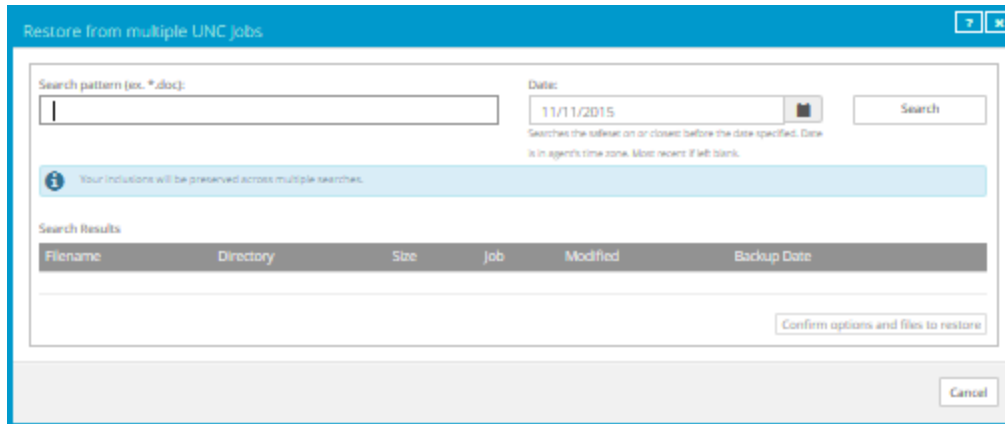 Restore from multiple UNC Jobs
?
Search pattern (ex. *.doc):
Date:
11/11/2015
Search
Searches the safeset on or closest before the date specified. Date
is in agent's time zone. Most recent if left blank.
Your inclusions will be preserved across multiple searches.
Search Results
Filename Directory Size Job Modified Backup Date
Confirm options and files to restore
Cancel